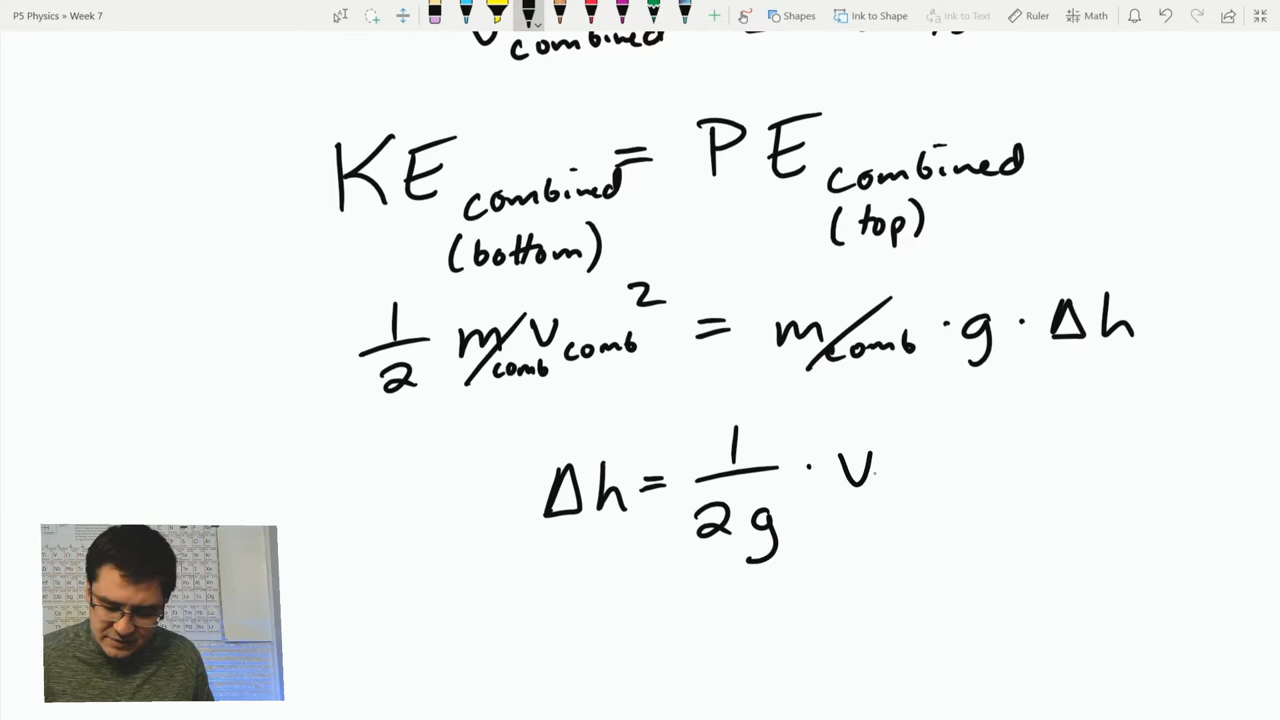 P5 Physics » Week 7
Shapes Ink to Shape Ink to Text Ruler Math
v combined
KE combined = PE combined
(bottom) (top)
1/2 m comb v comb ² = m comb · g · Δh
Δh = 1/2g · v